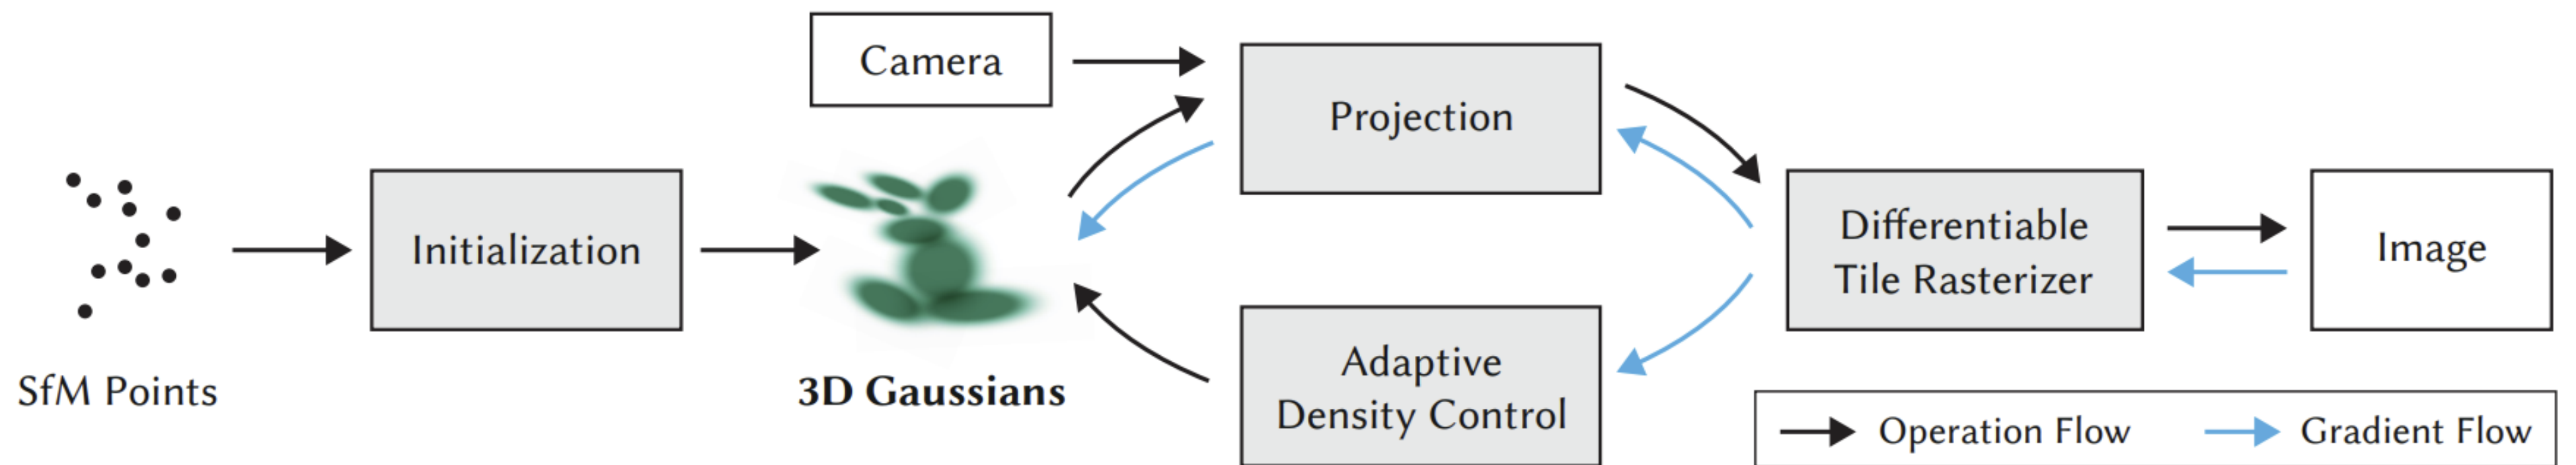 SfM Points
Initialization
Camera
3D Gaussians
Projection
Adaptive
Density Control
Differentiable
Tile Rasterizer
Image
Operation Flow
Gradient Flow